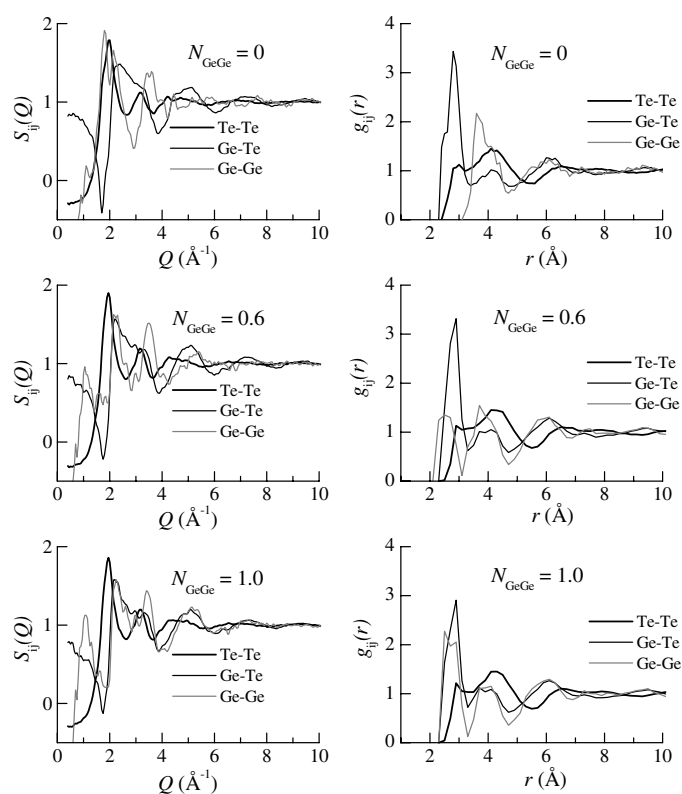 2
1
0
S_ij(Q)
N_GeGe = 0
Te-Te
Ge-Te
Ge-Ge
0 2 4 6 8 10
Q (Å⁻¹)
4
3
2
1
0
g_ij(r)
N_GeGe = 0
Te-Te
Ge-Te
Ge-Ge
2 4 6 8 10
r (Å)
2
1
0
S_ij(Q)
N_GeGe = 0.6
Te-Te
Ge-Te
Ge-Ge
0 2 4 6 8 10
Q (Å⁻¹)
4
3
2
1
0
g_ij(r)
N_GeGe = 0.6
Te-Te
Ge-Te
Ge-Ge
2 4 6 8 10
r (Å)
2
1
0
S_ij(Q)
N_GeGe = 1.0
Te-Te
Ge-Te
Ge-Ge
0 2 4 6 8 10
Q (Å⁻¹)
4
3
2
1
0
g_ij(r)
N_GeGe = 1.0
Te-Te
Ge-Te
Ge-Ge
2 4 6 8 10
r (Å)